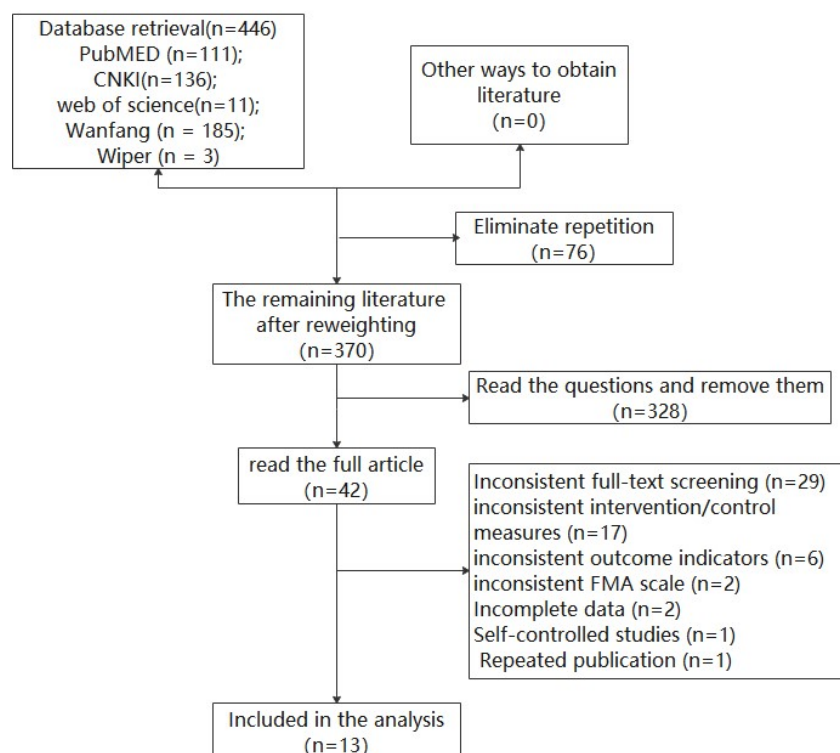 Database retrieval(n=446)
PubMED (n=111);
CNKI(n=136);
web of science(n=11);
Wanfang (n = 185);
Wiper (n = 3)
Other ways to obtain
literature
(n=0)
Eliminate repetition
(n=76)
The remaining literature
after reweighting
(n=370)
Read the questions and remove them
(n=328)
read the full article
(n=42)
Inconsistent full-text screening (n=29)
inconsistent intervention/control
measures (n=17)
inconsistent outcome indicators (n=6)
inconsistent FMA scale (n=2)
Incomplete data (n=2)
Self-controlled studies (n=1)
Repeated publication (n=1)
Included in the analysis
(n=13)